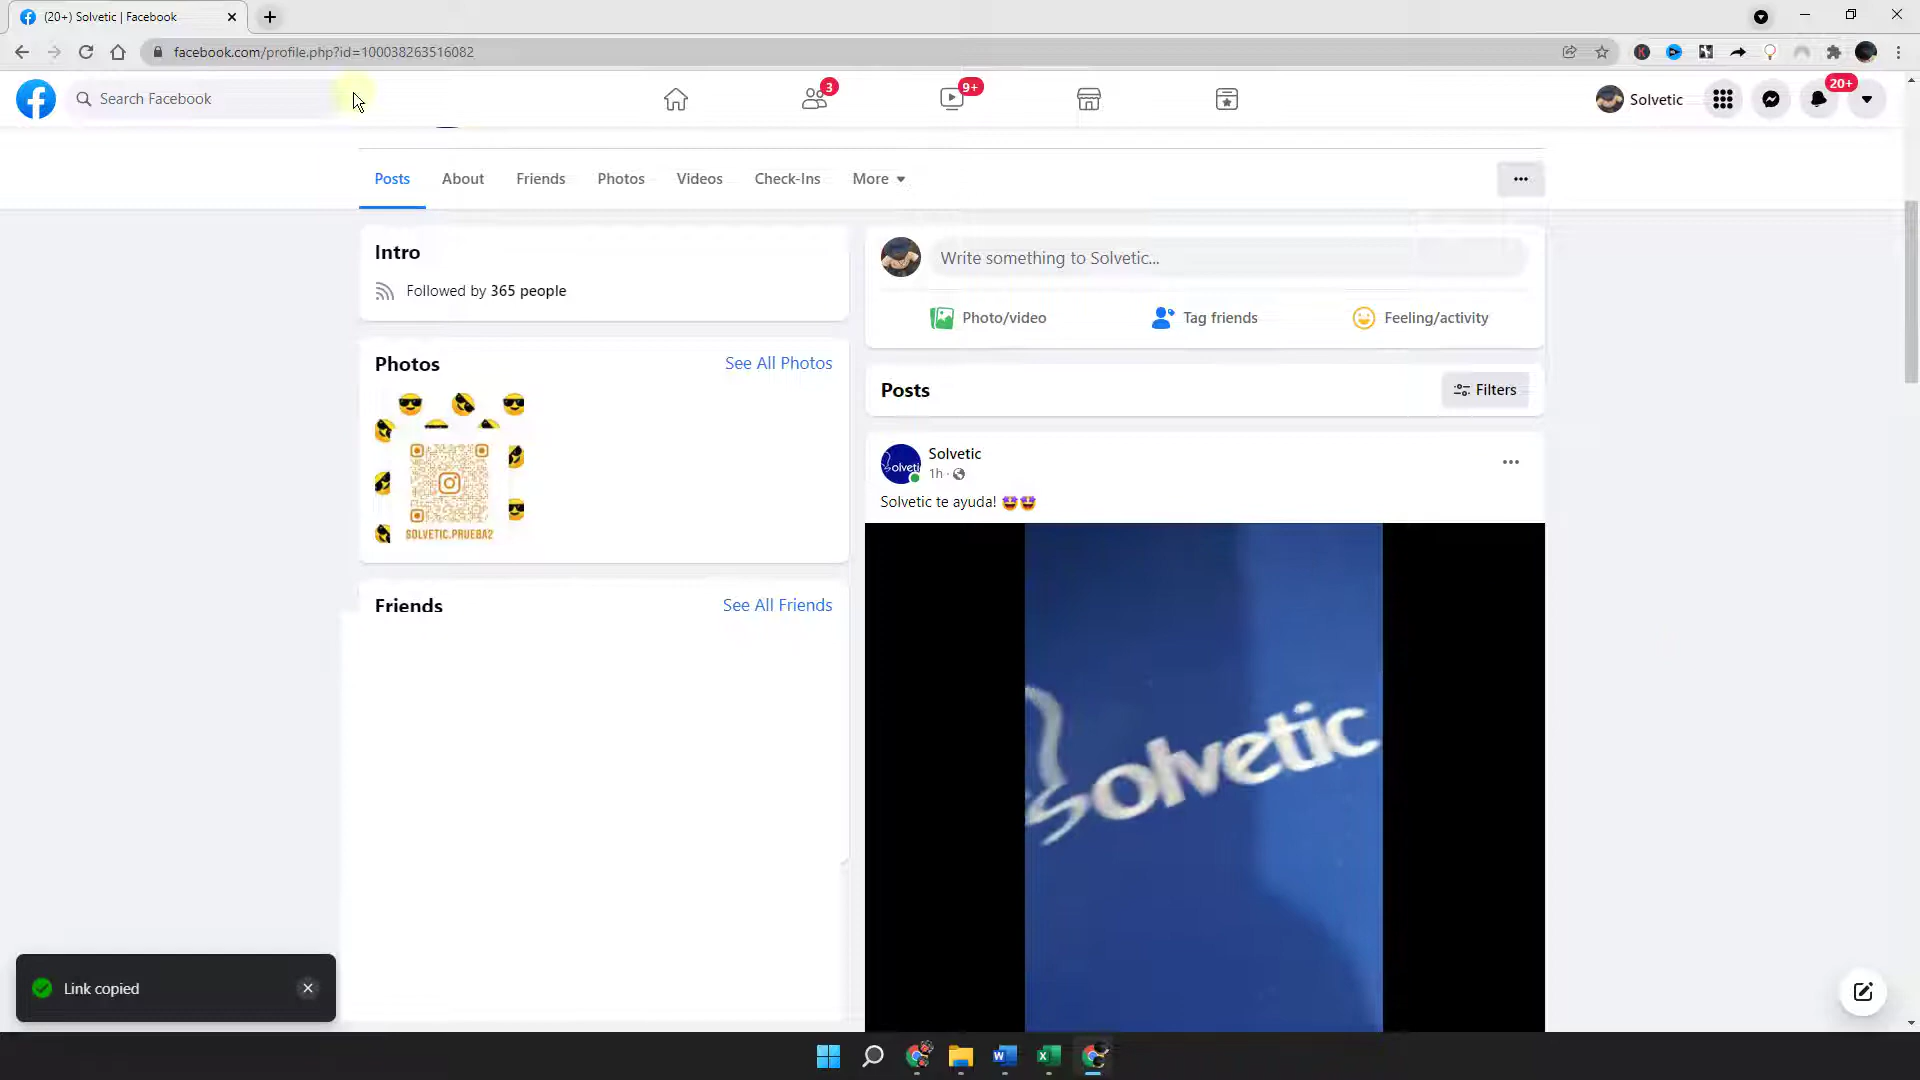 (20+) Solvetic | Facebook
facebook.com/profile.php?id=100038263516082
Search Facebook
3
9+
Solvetic
20+
Posts
About
Friends
Photos
Videos
Check-Ins
More
Intro
Followed by 365 people
Photos
See All Photos
SOLVETIC.PRUEBA2
Friends
See All Friends
Write something to Solvetic...
Photo/video
Tag friends
Feeling/activity
Posts
Filters
Solvetic
Solvetic
1h ·
Solvetic te ayuda! 🤩🤩
Solvetic
Link copied